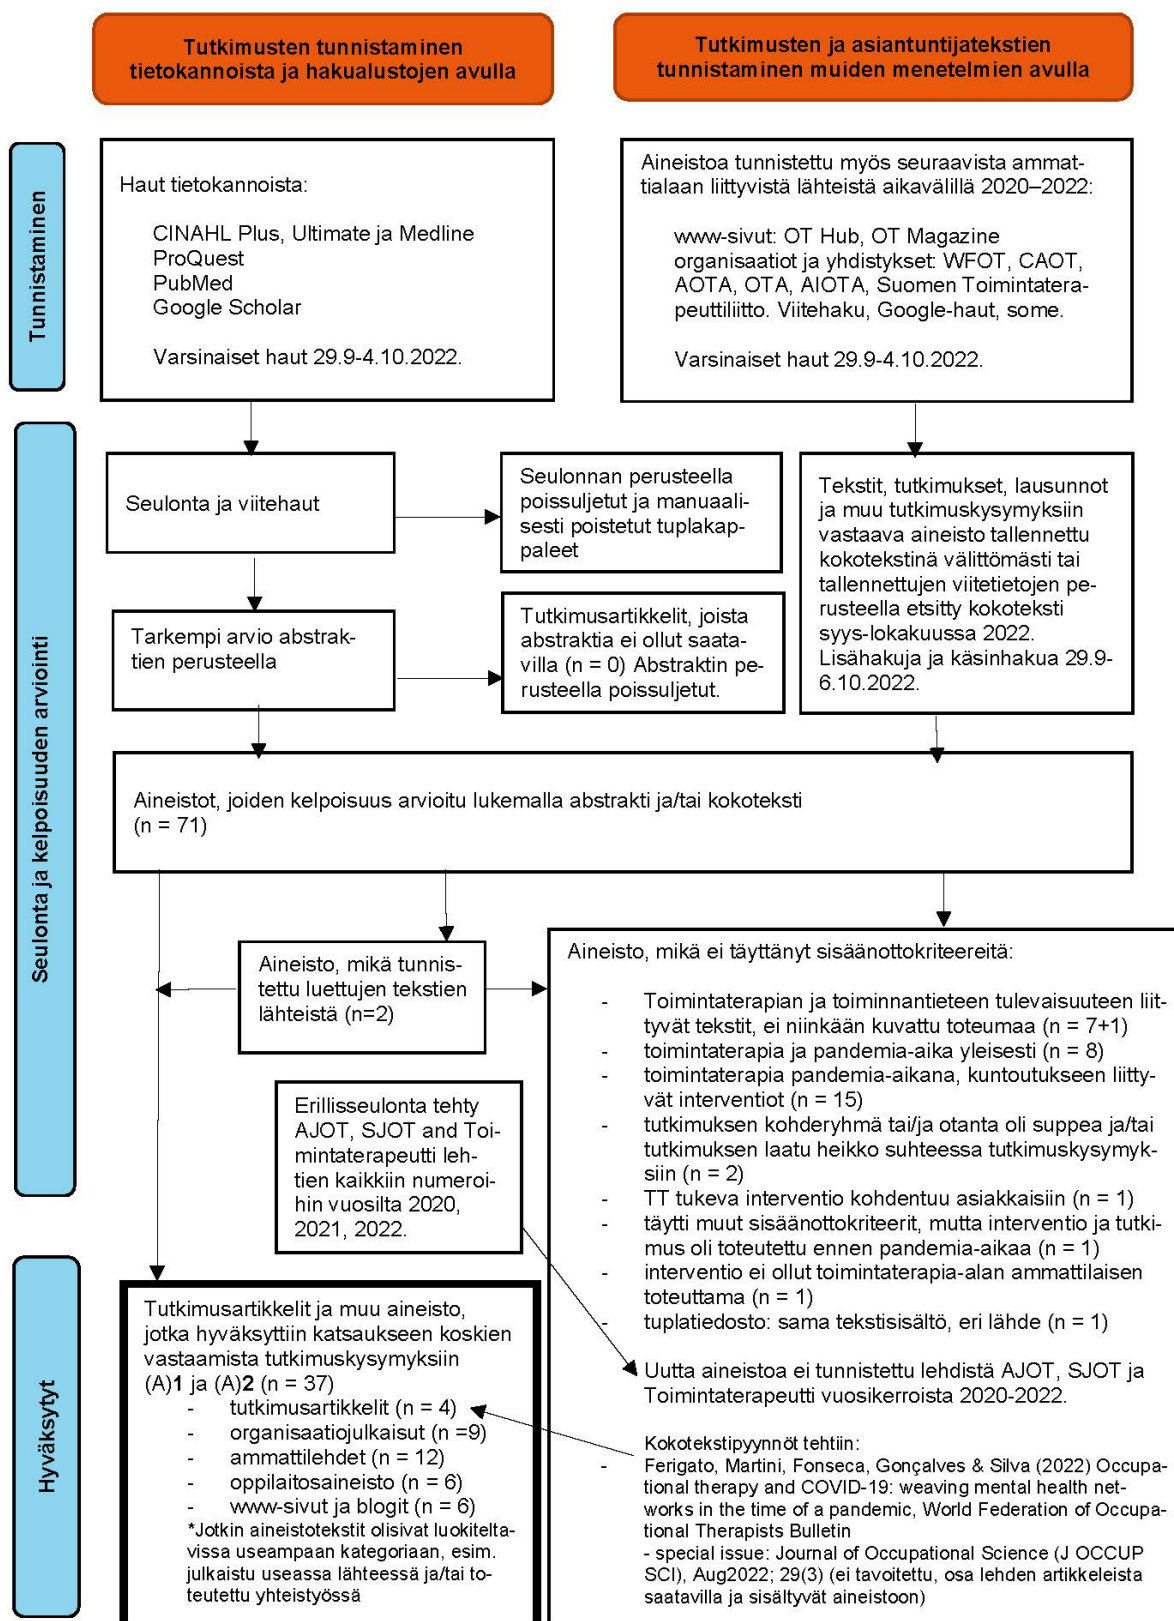 Tutkimusten tunnistaminen
tietokannoista ja hakualustojen avulla
Tutkimusten ja asiantuntijatekstien
tunnistaminen muiden menetelmien avulla
Tunnistaminen
Haut tietokannoista:
CINAHL Plus, Ultimate ja Medline
ProQuest
PubMed
Google Scholar
Varsinaiset haut 29.9-4.10.2022.
Aineistoa tunnistettu myös seuraavista ammat-
tialaan liittyvistä lähteistä aikavälillä 2020–2022:
www-sivut: OT Hub, OT Magazine
organisaatiot ja yhdistykset: WFOT, CAOT,
AOTA, OTA, AIOTA, Suomen Toimintatera-
peuttiliitto. Viitehaku, Google-haut, some.
Varsinaiset haut 29.9-4.10.2022.
Seulonta ja kelpoisuuden arviointi
Seulonta ja viitehaut
Seulonnan perusteella
poissuljetut ja manuaali-
sesti poistetut tuplakap-
paleet
Tekstit, tutkimukset, lausunnot
ja muu tutkimuskysymyksiin
vastaava aineisto tallennettu
kokotekstinä välittömästi tai
tallennettujen viitetietojen pe-
rusteella etsitty kokoteksti
syys-lokakuussa 2022.
Lisähakuja ja käsinhakua 29.9-
6.10.2022.
Tarkempi arvio abstrak-
tien perusteella
Tutkimusartikkelit, joista
abstraktia ei ollut saata-
villa (n = 0) Abstraktin pe-
rusteella poissuljetut.
Aineistot, joiden kelpoisuus arvioitu lukemalla abstrakti ja/tai kokoteksti
(n = 71)
Aineisto, mikä tunnis-
tettu luettujen tekstien
lähteistä (n=2)
Erillisseulonta tehty
AJOT, SJOT and Toi-
mintaterapeutti leh-
tien kaikkiin numeroi-
hin vuosilta 2020,
2021, 2022.
Aineisto, mikä ei täyttänyt sisäänottokriteereitä:
- Toimintaterapian ja toiminnantieteen tulevaisuuteen liit-
tyvät tekstit, ei niinkään kuvattu toteumaa (n = 7+1)
- toimintaterapia ja pandemia-aika yleisesti (n = 8)
- toimintaterapia pandemia-aikana, kuntoutukseen liitty-
vät interventiot (n = 15)
- tutkimuksen kohderyhmä tai/ja otanta oli suppea ja/tai
tutkimuksen laatu heikko suhteessa tutkimuskysymyk-
siin (n = 2)
- TT tukeva interventio kohdentuu asiakkaisiin (n = 1)
- täytti muut sisäänottokriteerit, mutta interventio ja tutki-
mus oli toteutettu ennen pandemia-aikaa (n = 1)
- interventio ei ollut toimintaterapia-alan ammattilaisen
toteuttama (n = 1)
- tuplatiedosto: sama tekstisisältö, eri lähde (n = 1)
Uutta aineistoa ei tunnistettu lehdistä AJOT, SJOT ja
Toimintaterapeutti vuosikerroista 2020-2022.
Kokotekstipyynnöt tehtiin:
- Ferigato, Martini, Fonseca, Gonçalves & Silva (2022) Occupa-
tional therapy and COVID-19: weaving mental health net-
works in the time of a pandemic, World Federation of Occupa-
tional Therapists Bulletin
- special issue: Journal of Occupational Science (J OCCUP
SCI), Aug2022; 29(3) (ei tavoitettu, osa lehden artikkeleista
saatavilla ja sisältyvät aineistoon)
Hyväksytyt
Tutkimusartikkelit ja muu aineisto,
jotka hyväksyttiin katsaukseen koskien
vastaamista tutkimuskysymyksiin
(A)1 ja (A)2 (n = 37)
- tutkimusartikkelit (n = 4)
- organisaatiojulkaisut (n =9)
- ammattilehdet (n = 12)
- oppilaitosaineisto (n = 6)
- www-sivut ja blogit (n = 6)
*Jotkin aineistotekstit olisivat luokitelta-
vissa useampaan kategoriaan, esim.
julkaistu useassa lähteessä ja/tai to-
teutettu yhteistyössä